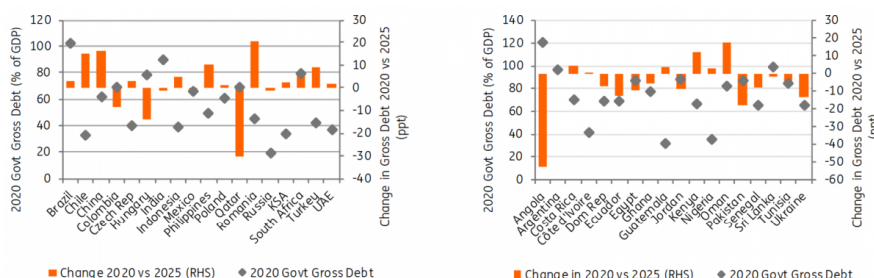 2020 Govt Gross Debt (% of GDP)
120
100
80
60
40
20
0
30
20
10
0
-10
-20
-30
-40
Change in Gross Debt 2020 vs 2025
(ppt)
Brazil
Chile
China
Colombia
Czech Rep
Hungary
India
Indonesia
Mexico
Philippines
Poland
Qatar
Romania
Russia
KSA
South Africa
Turkey
UAE
Change 2020 vs 2025 (RHS)
2020 Govt Gross Debt
2020 Govt Gross Debt (% of GDP)
140
120
100
80
60
40
20
0
30
20
10
0
-10
-20
-30
-40
-50
-60
Change in Gross Debt 2020 vs 2025
(ppt)
Angola
Argentina
Costa Rica
Côte d'Ivoire
Dom Rep
Ecuador
Egypt
Ghana
Guatemala
Jordan
Kenya
Nigeria
Oman
Pakistan
Senegal
Sri Lanka
Tunisia
Ukraine
Change in 2020 vs 2025 (RHS)
2020 Govt Gross Debt